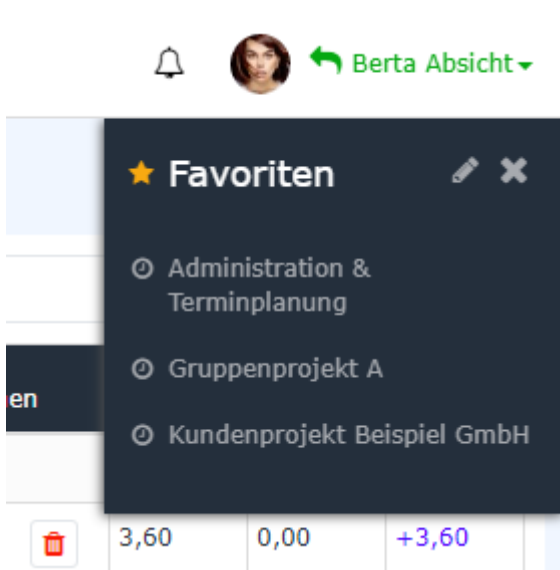 Berta Absicht
Favoriten
Administration &
Terminplanung
Gruppenprojekt A
en
Kundenprojekt Beispiel GmbH
3,60 0,00 +3,60